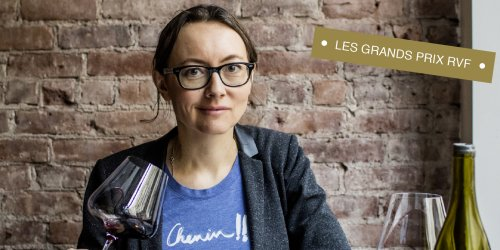 • LES GRANDS PRIX RVF •
Chenin !!